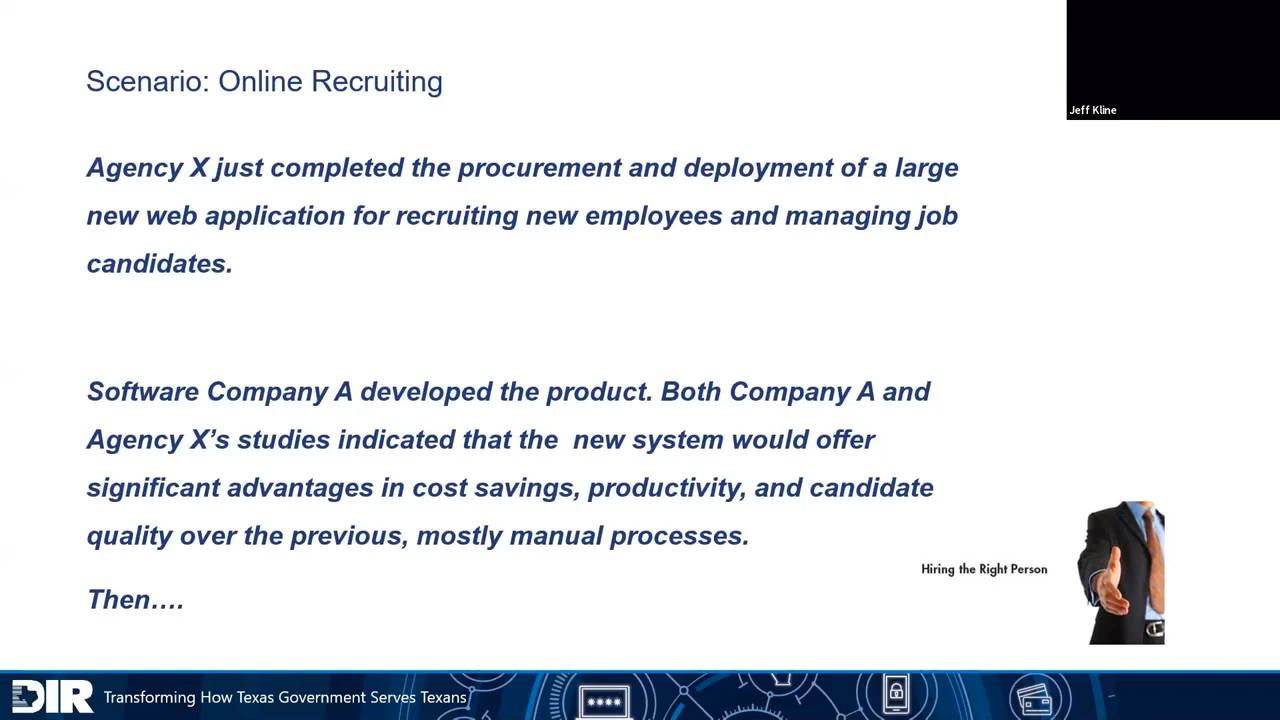 Jeff Kline
Scenario: Online Recruiting
Agency X just completed the procurement and deployment of a large
new web application for recruiting new employees and managing job
candidates.
Software Company A developed the product. Both Company A and
Agency X’s studies indicated that the  new system would offer
significant advantages in cost savings, productivity, and candidate
quality over the previous, mostly manual processes.
Then….
Hiring the Right Person
DIR Transforming How Texas Government Serves Texans
****